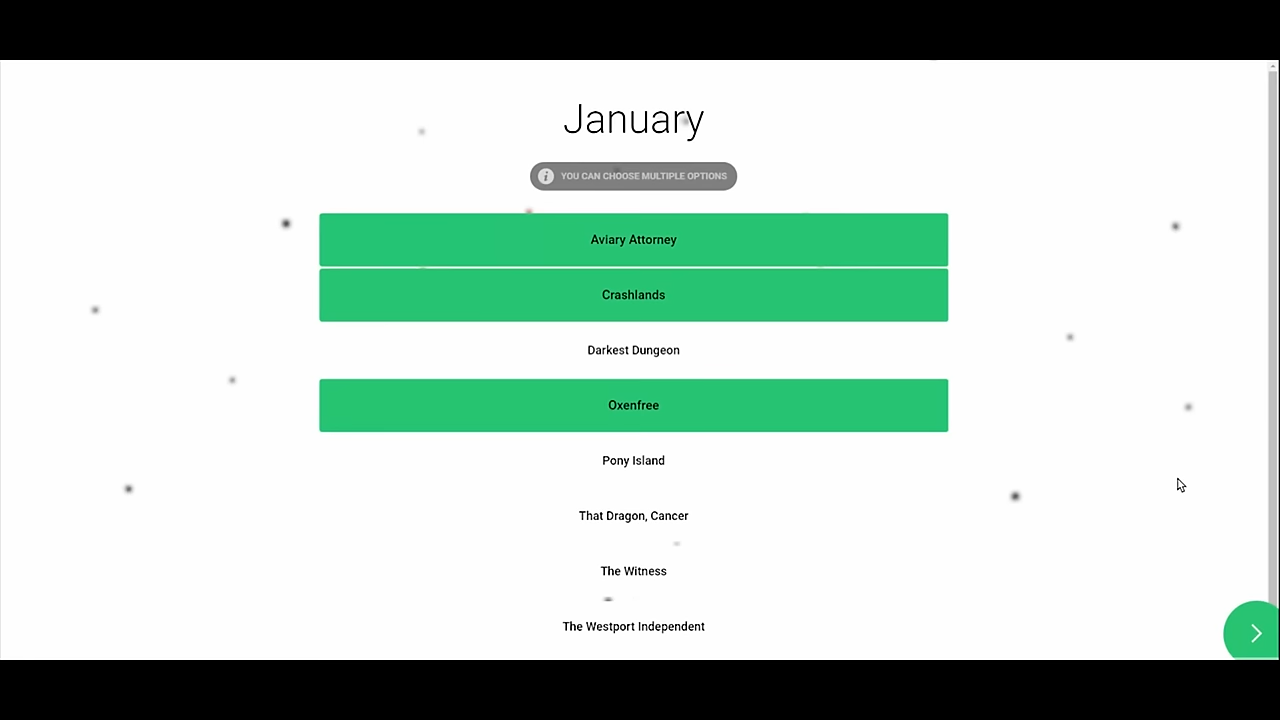 January
YOU CAN CHOOSE MULTIPLE OPTIONS
Aviary Attorney
Crashlands
Darkest Dungeon
Oxenfree
Pony Island
That Dragon, Cancer
The Witness
The Westport Independent